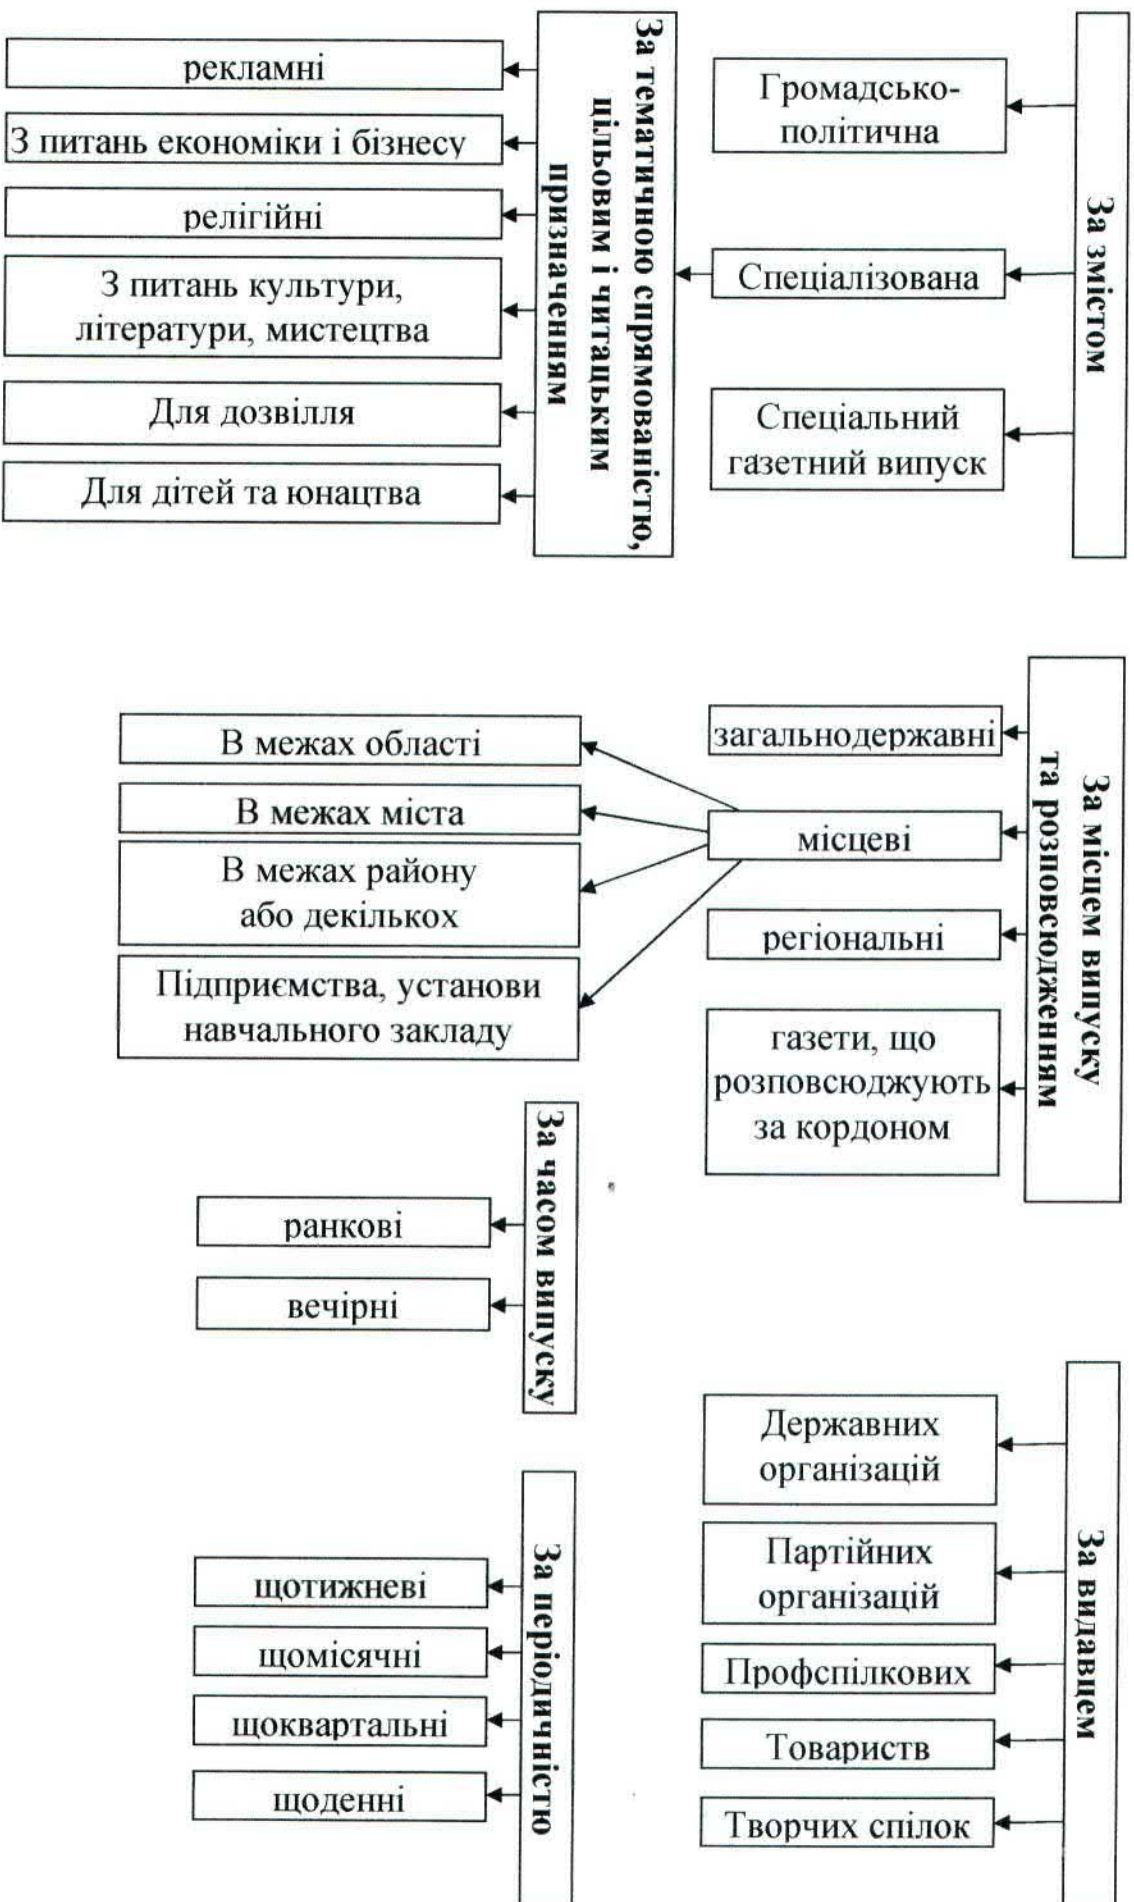 За змістом
Громадсько-
політична
Спеціалізована
Спеціальний
газетний випуск
За тематичною спрямованістю,
цільовим і читацьким
призначенням
рекламні
З питань економіки і бізнесу
релігійні
З питань культури,
літератури, мистецтва
Для дозвілля
Для дітей та юнацтва
За місцем випуску
та розповсюдженням
загальнодержавні
місцеві
регіональні
газети, що
розповсюджують
за кордоном
В межах області
В межах міста
В межах району
або декількох
Підприємства, установи
навчального закладу
За часом випуску
ранкові
вечірні
За видавцем
Державних
організацій
Партійних
організацій
Профспілкових
Товариств
Творчих спілок
За періодичністю
щотижневі
щомісячні
щоквартальні
щоденні